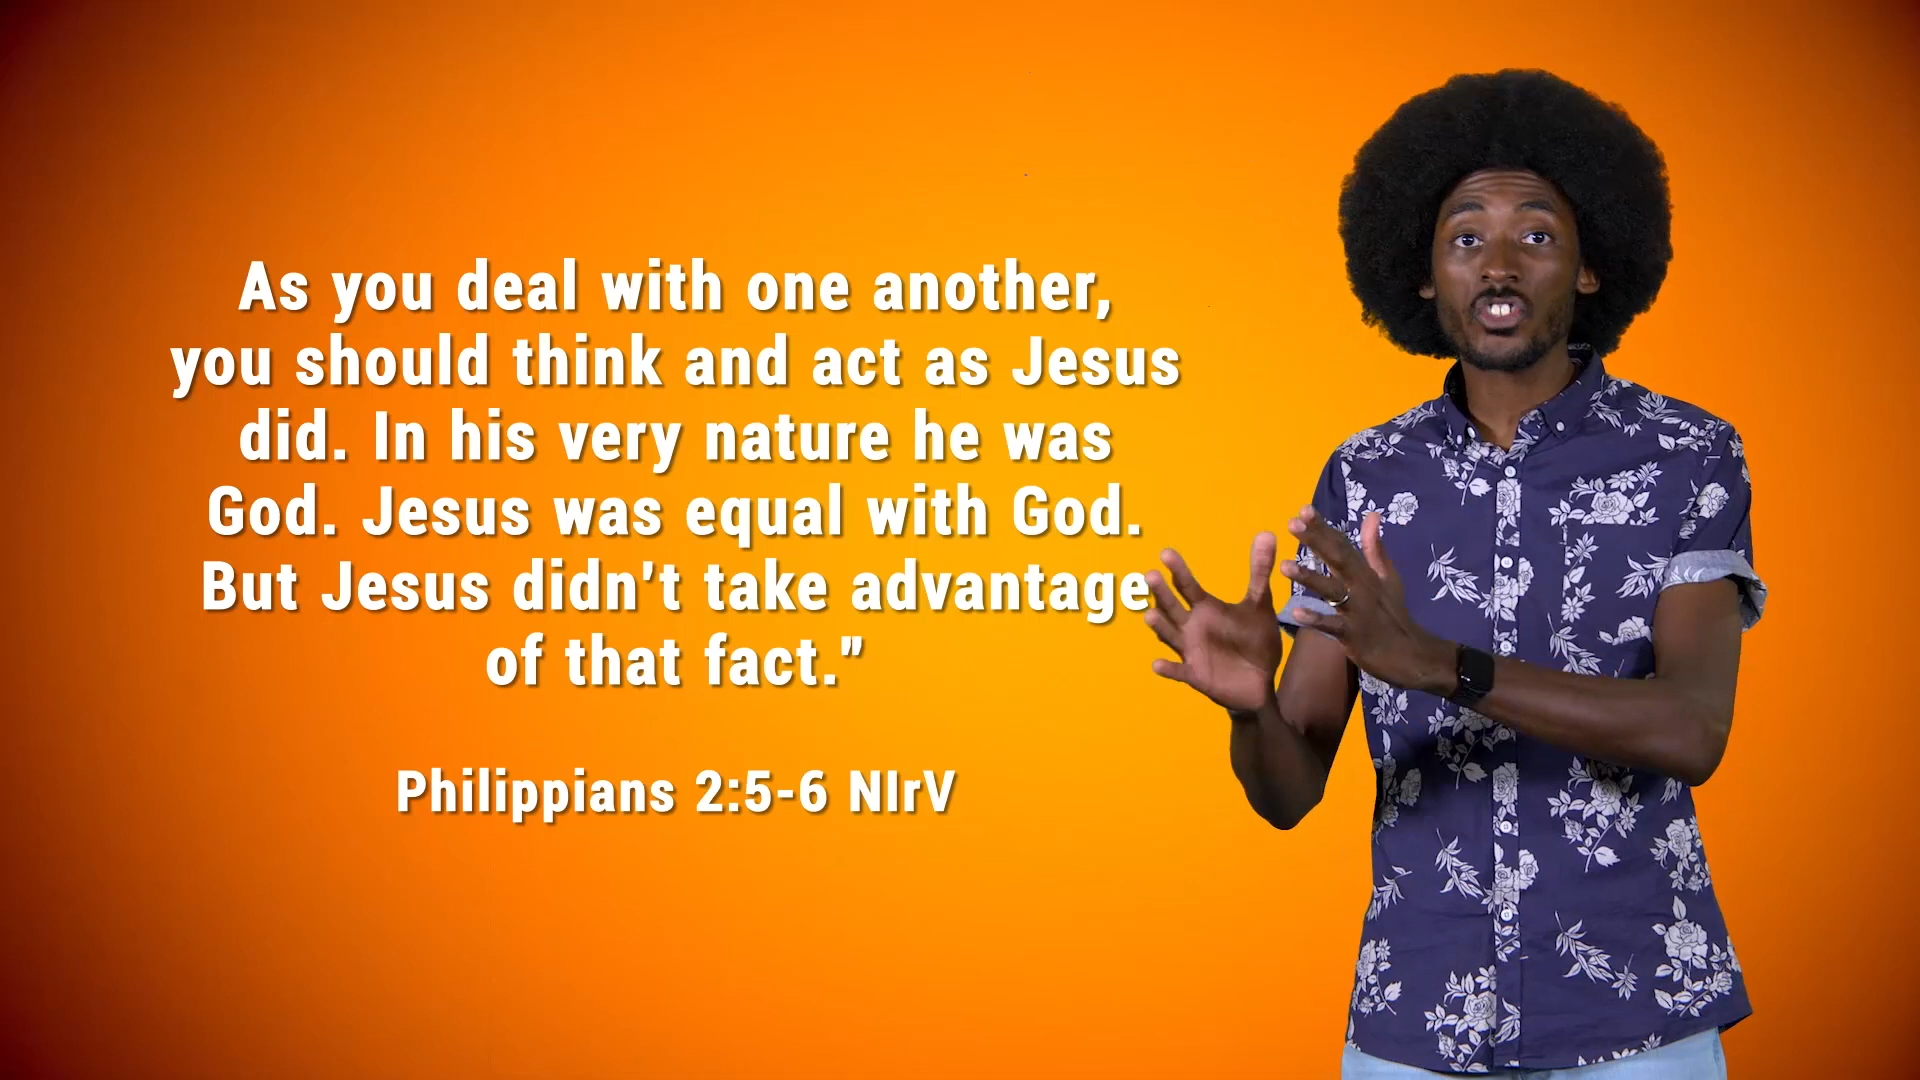 As you deal with one another,
you should think and act as Jesus
did. In his very nature he was
God. Jesus was equal with God.
But Jesus didn't take advantage
of that fact.”
Philippians 2:5-6 NIrV